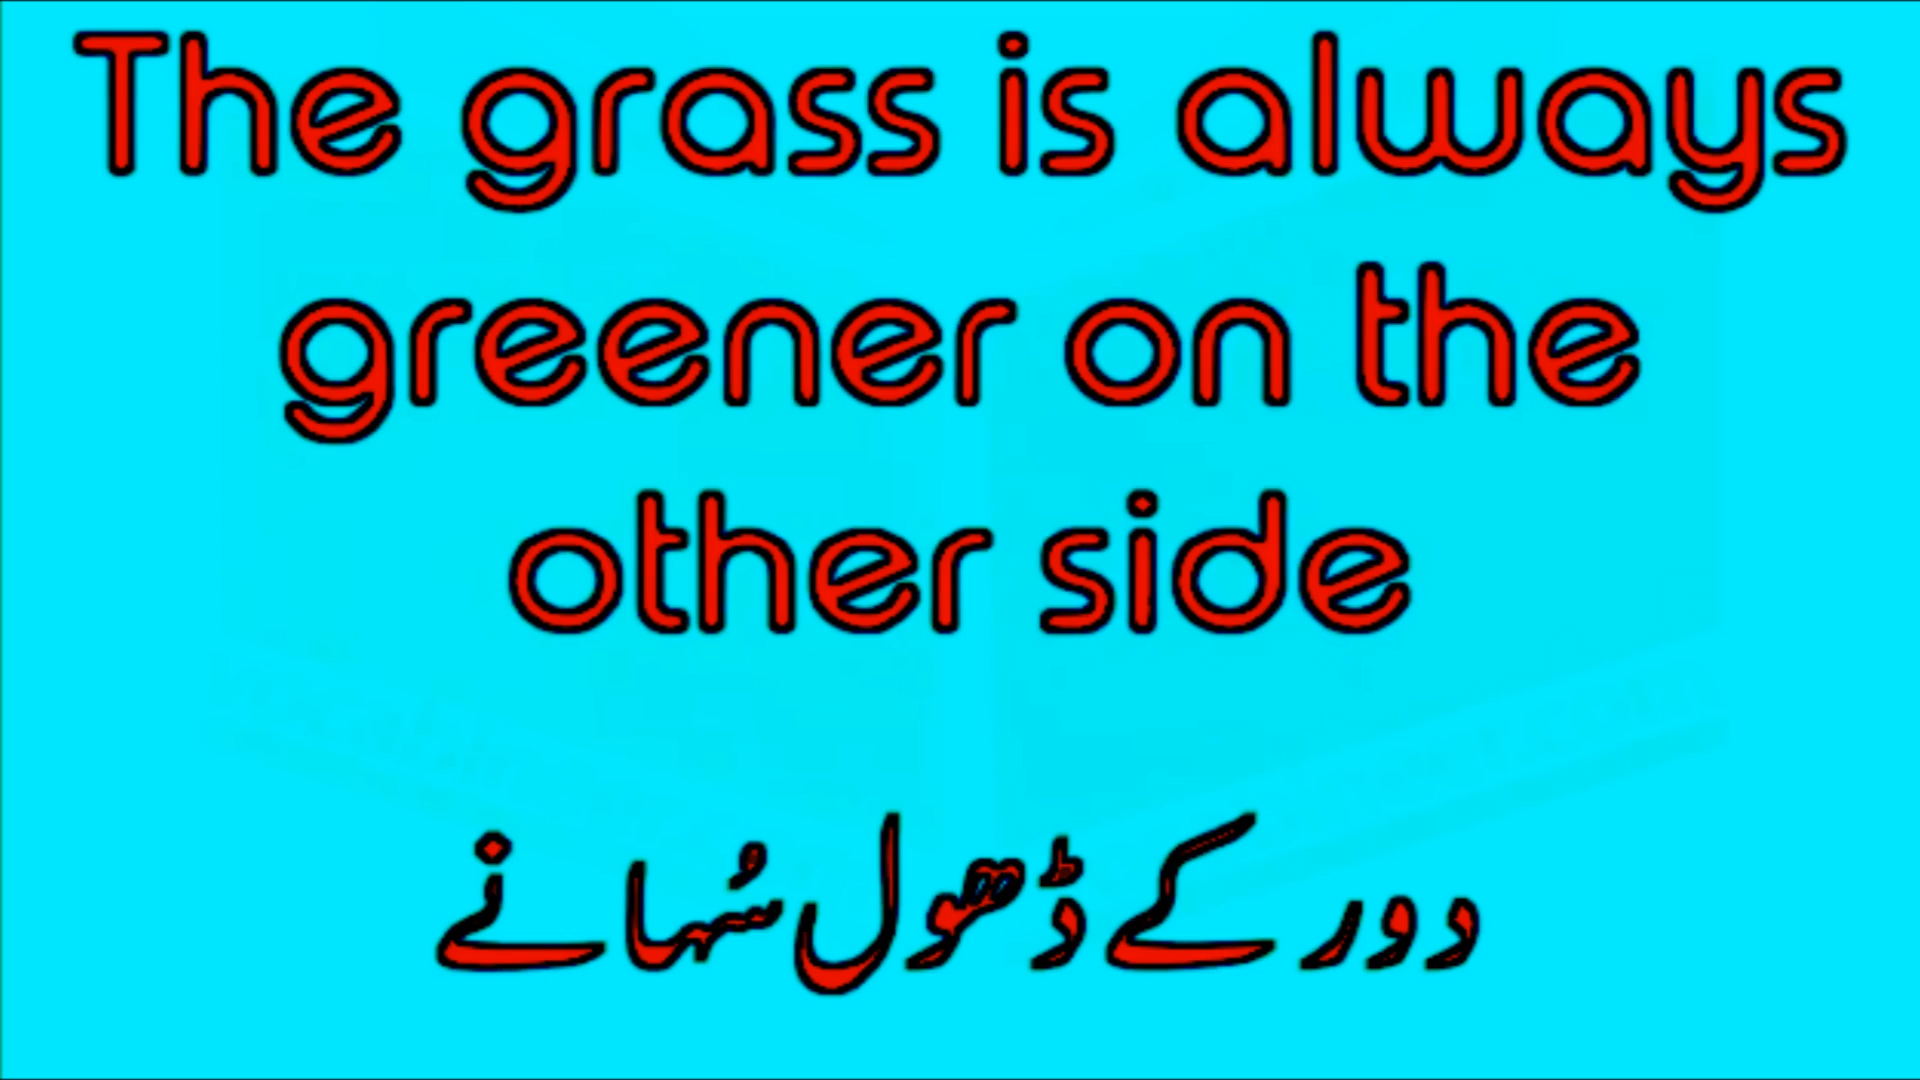 The grass is always
greener on the
other side
دور کے ڈھول سُہانے